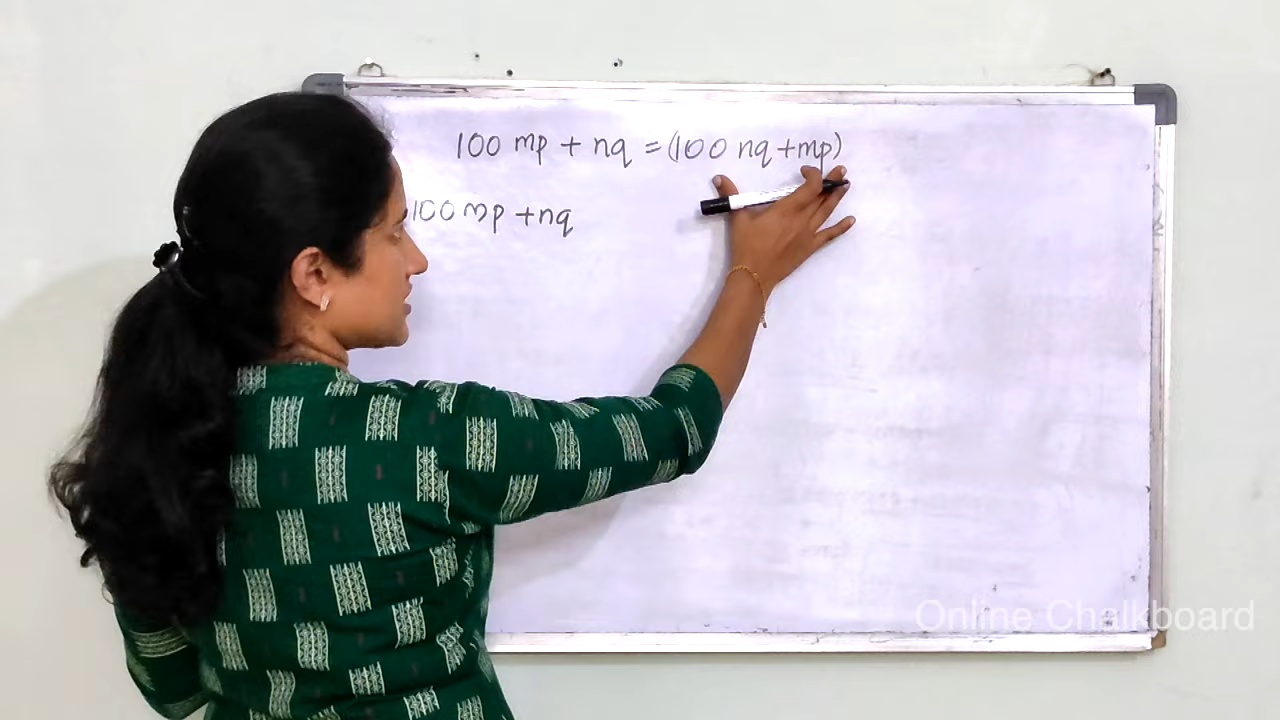 100 mp + nq = (100 nq + mp)
100 mp + nq
Online Chalkboard